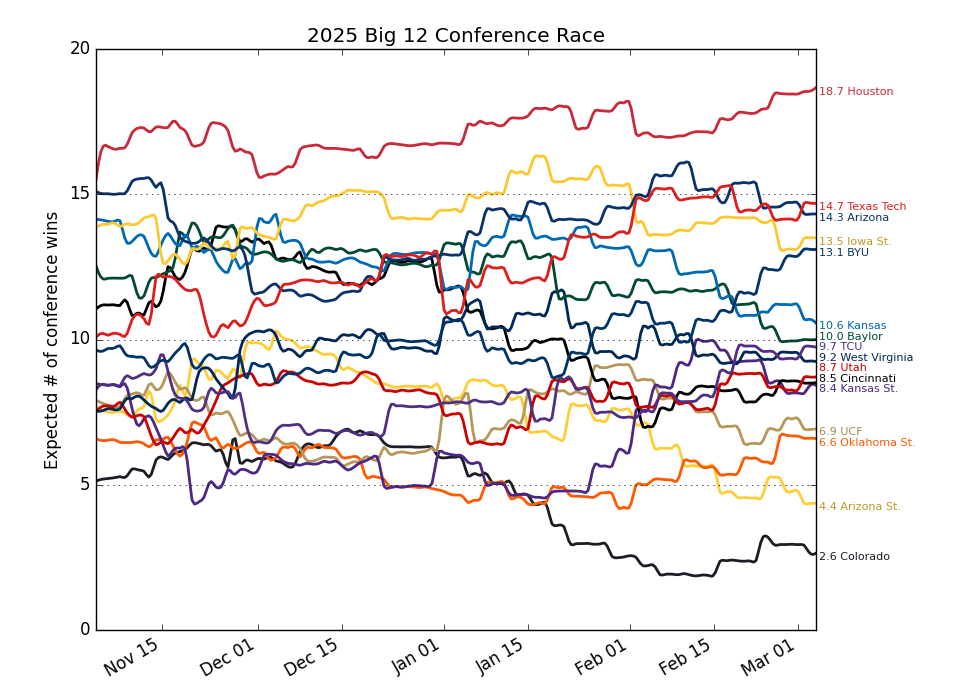 2025 Big 12 Conference Race
Expected # of conference wins
20
15
10
5
0
Nov 15
Dec 01
Dec 15
Jan 01
Jan 15
Feb 01
Feb 15
Mar 01
18.7 Houston
14.7 Texas Tech
14.3 Arizona
13.5 Iowa St.
13.1 BYU
10.6 Kansas
10.0 Baylor
9.7 TCU
9.2 West Virginia
8.7 Utah
8.5 Cincinnati
8.4 Kansas St.
6.9 UCF
6.6 Oklahoma St.
4.4 Arizona St.
2.6 Colorado